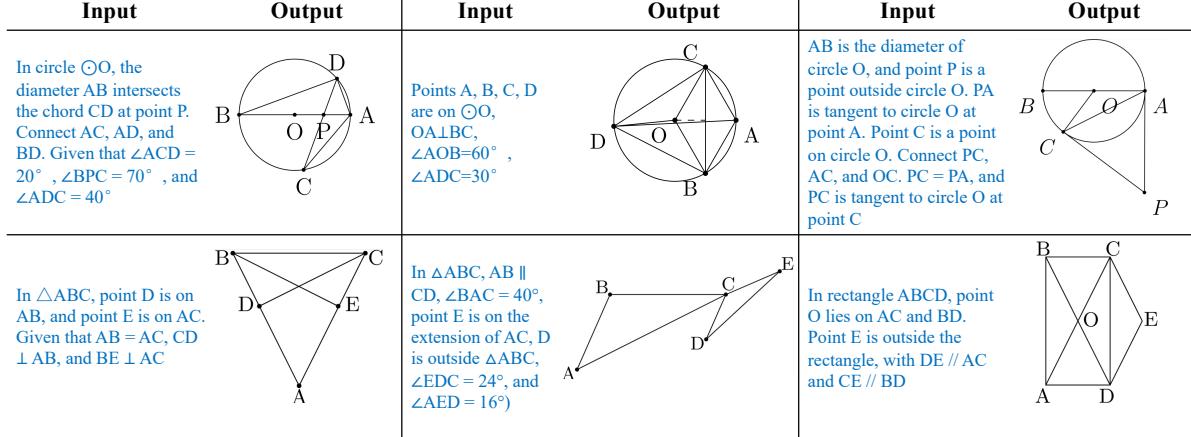 Input Output Input Output Input Output
In circle ⊙O, the
diameter AB intersects
the chord CD at point P.
Connect AC, AD, and
BD. Given that ∠ACD =
20°, ∠BPC = 70°, and
∠ADC = 40°
D
B
O
P
A
C
Points A, B, C, D
are on ⊙O,
OA⊥BC,
∠AOB=60°,
∠ADC=30°
C
D
O
A
B
AB is the diameter of
circle O, and point P is a
point outside circle O. PA
is tangent to circle O at
point A. Point C is a point
on circle O. Connect PC,
AC, and OC. PC = PA, and
PC is tangent to circle O at
point C
B
O
A
C
P
In △ABC, point D is on
AB, and point E is on AC.
Given that AB = AC, CD
⊥ AB, and BE ⊥ AC
B
C
D
E
A
In △ABC, AB ∥
CD, ∠BAC = 40°,
point E is on the
extension of AC, D
is outside △ABC,
∠EDC = 24°, and
∠AED = 16°)
E
B
C
D
A
In rectangle ABCD, point
O lies on AC and BD.
Point E is outside the
rectangle, with DE // AC
and CE // BD
B
C
O
E
A
D